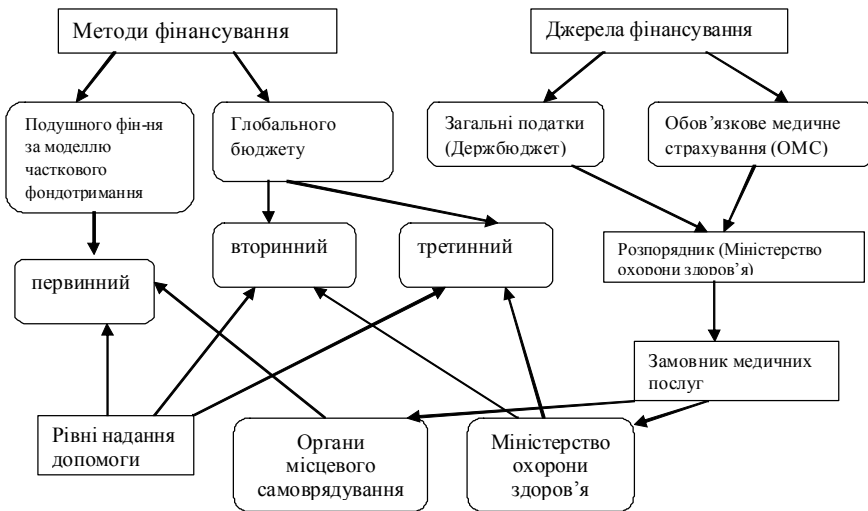 Методи фінансування
Джерела фінансування
Подушного фін-ня
за моделлю
часткового
фондотримання
Глобального
бюджету
Загальні податки
(Держбюджет)
Обов’язкове медичне
страхування (ОМС)
вторинний
третинний
первинний
Розпорядник (Міністерство
охорони здоров’я)
Замовник медичних
послуг
Рівні надання
допомоги
Органи
місцевого
самоврядування
Міністерство
охорони
здоров’я